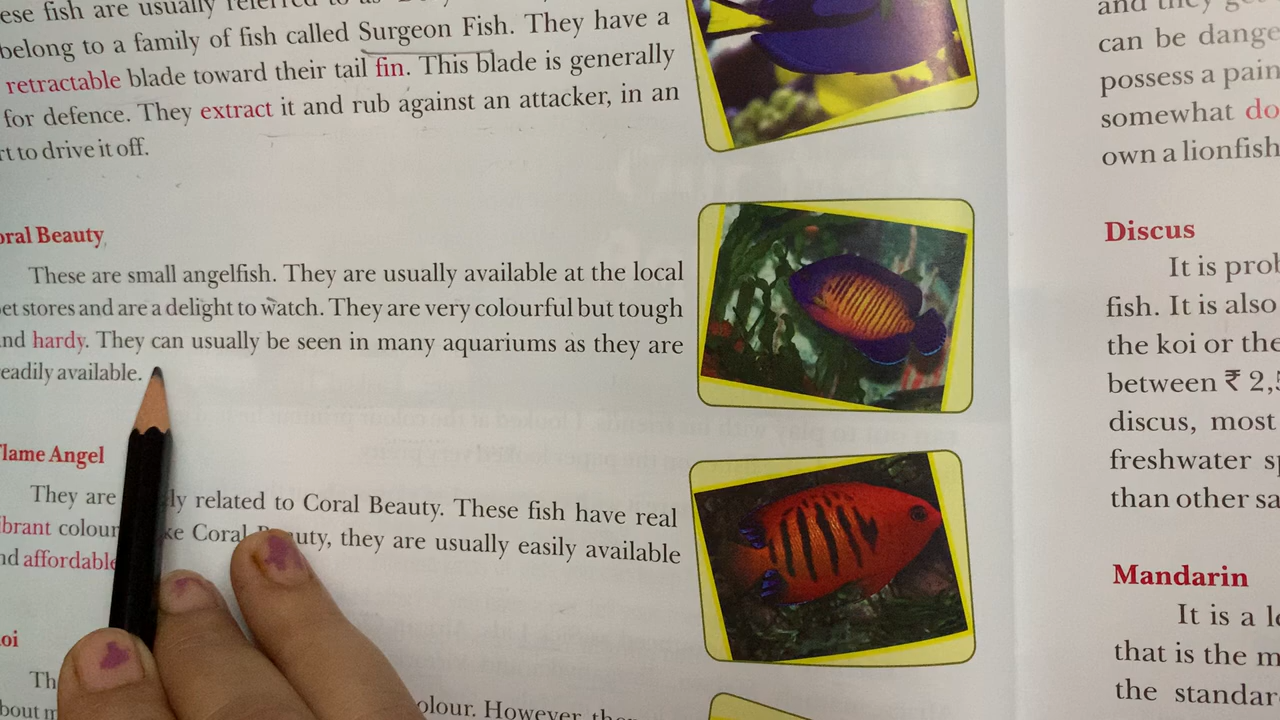 ese fish are usually referred to as
belong to a family of fish called Surgeon Fish. They have a
retractable blade toward their tail fin. This blade is generally
for defence. They extract it and rub against an attacker, in an
rt to drive it off.
oral Beauty
These are small angelfish. They are usually available at the local
et stores and are a delight to watch. They are very colourful but tough
nd hardy. They can usually be seen in many aquariums as they are
eadily available.
lame Angel
They are ly related to Coral Beauty. These fish have real
ibrant colour ke Coral uty, they are usually easily available
nd affordable
oi
Th
bout m olour. However, the
and they ge
can be dange
possess a pain
somewhat do
own a lionfish
Discus
It is prob
fish. It is also
the koi or the
between ₹ 2,5
discus, most
freshwater sp
than other sa
Mandarin
It is a lo
that is the m
the standar